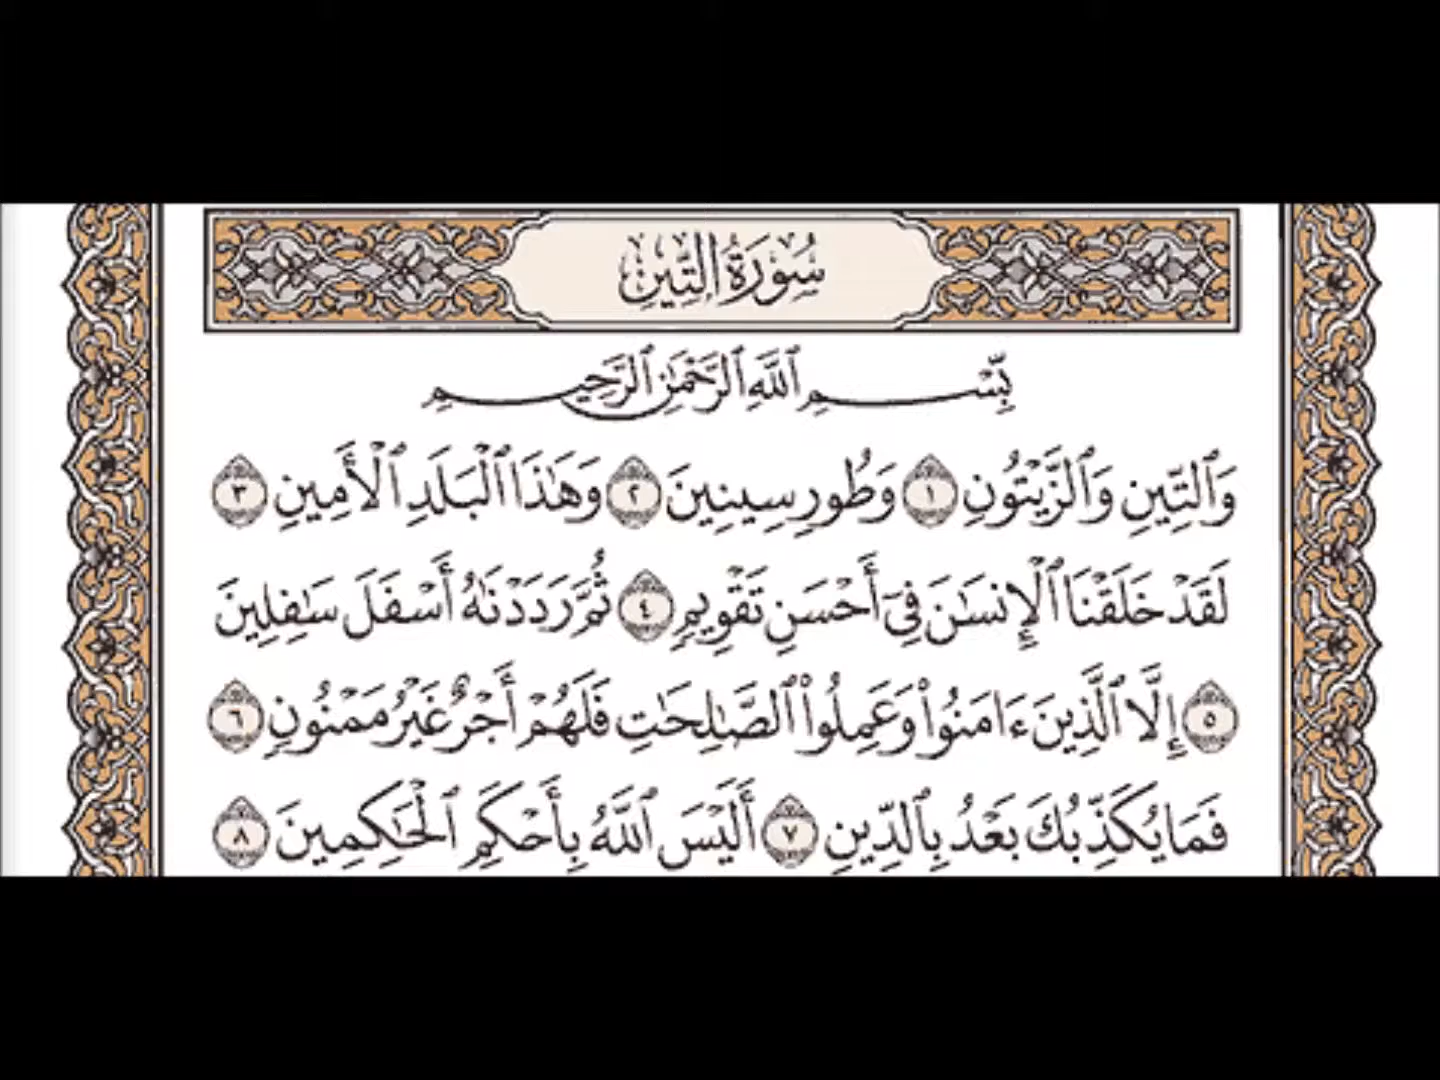 سُورَةُ التِّينِ
بِّسْمِ ٱللَّهِ ٱلرَّحْمَٰنِ ٱلرَّحِيمِ
وَٱلتِّينِ وَٱلزَّيْتُونِ ١ وَطُورِ سِينِينَ ٢ وَهَٰذَا ٱلْبَلَدِ ٱلْأَمِينِ ٣
لَقَدْ خَلَقْنَا ٱلْإِنسَٰنَ فِىٓ أَحْسَنِ تَقْوِيمٍ ٤ ثُمَّ رَدَدْنَٰهُ أَسْفَلَ سَٰفِلِينَ
٥ إِلَّا ٱلَّذِينَ ءَامَنُوا۟ وَعَمِلُوا۟ ٱلصَّٰلِحَٰتِ فَلَهُمْ أَجْرٌ غَيْرُ مَمْنُونٍ ٦
فَمَا يُكَذِّبُكَ بَعْدُ بِٱلدِّينِ ٧ أَلَيْسَ ٱللَّهُ بِأَحْكَمِ ٱلْحَٰكِمِينَ ٨